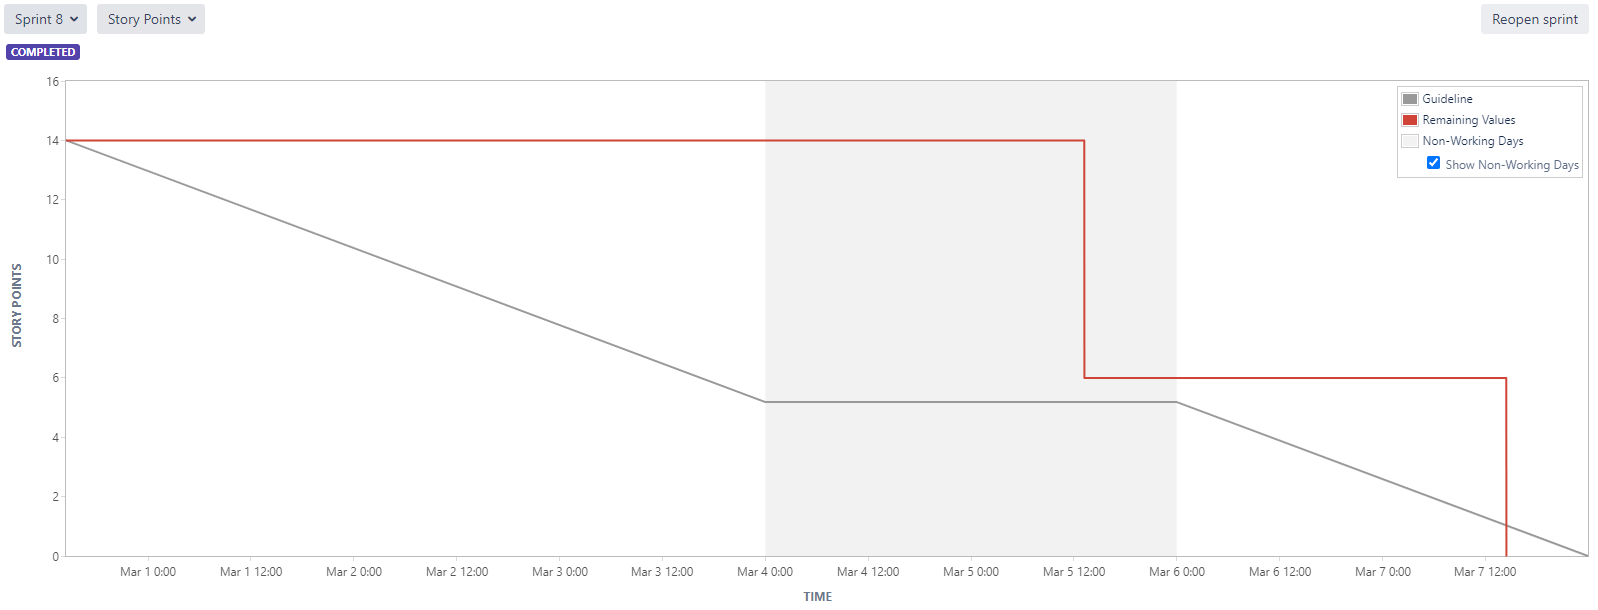 Sprint 8
Story Points
Reopen sprint
COMPLETED
Guideline
Remaining Values
Non-Working Days
Show Non-Working Days
STORY POINTS
16
14
12
10
8
6
4
2
0
Mar 1 0:00
Mar 1 12:00
Mar 2 0:00
Mar 2 12:00
Mar 3 0:00
Mar 3 12:00
Mar 4 0:00
Mar 4 12:00
Mar 5 0:00
Mar 5 12:00
Mar 6 0:00
Mar 6 12:00
Mar 7 0:00
Mar 7 12:00
TIME